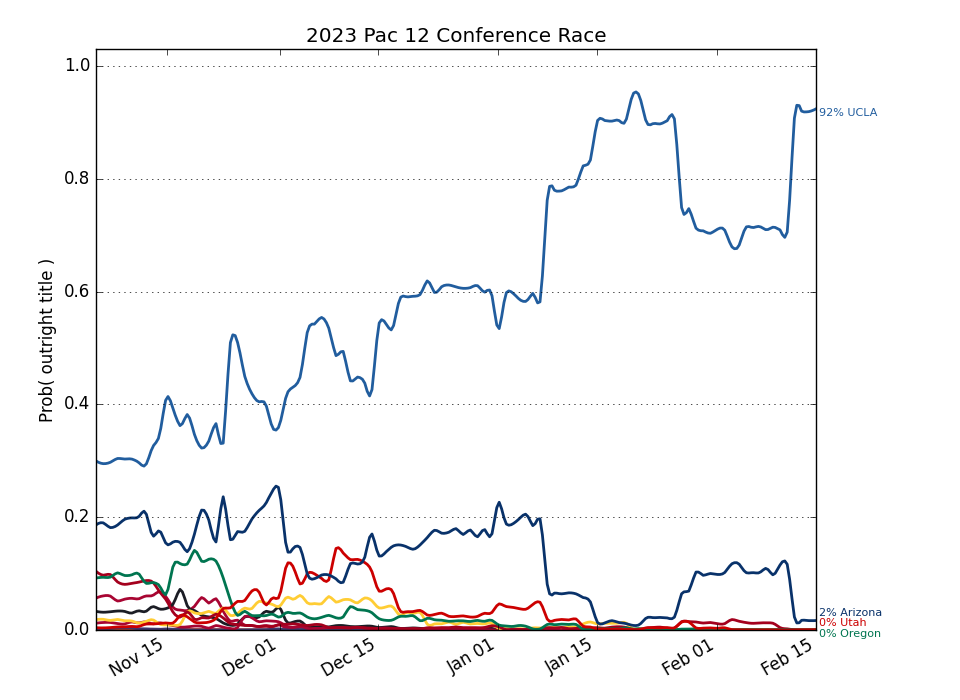 2023 Pac 12 Conference Race
Prob( outright title )
1.0
0.8
0.6
0.4
0.2
0.0
92% UCLA
2% Arizona
0% Utah
0% Oregon
Nov 15
Dec 01
Dec 15
Jan 01
Jan 15
Feb 01
Feb 15